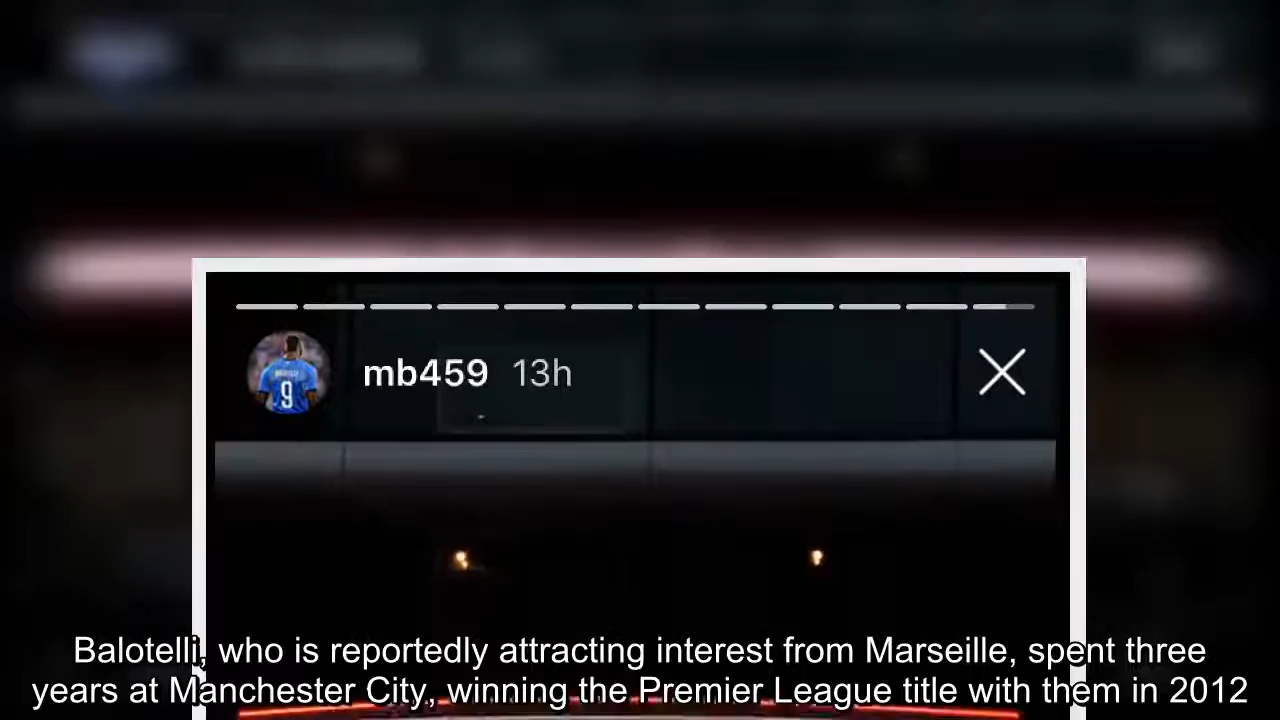 mb459 13h
9
Balotelli, who is reportedly attracting interest from Marseille, spent three
years at Manchester City, winning the Premier League title with them in 2012